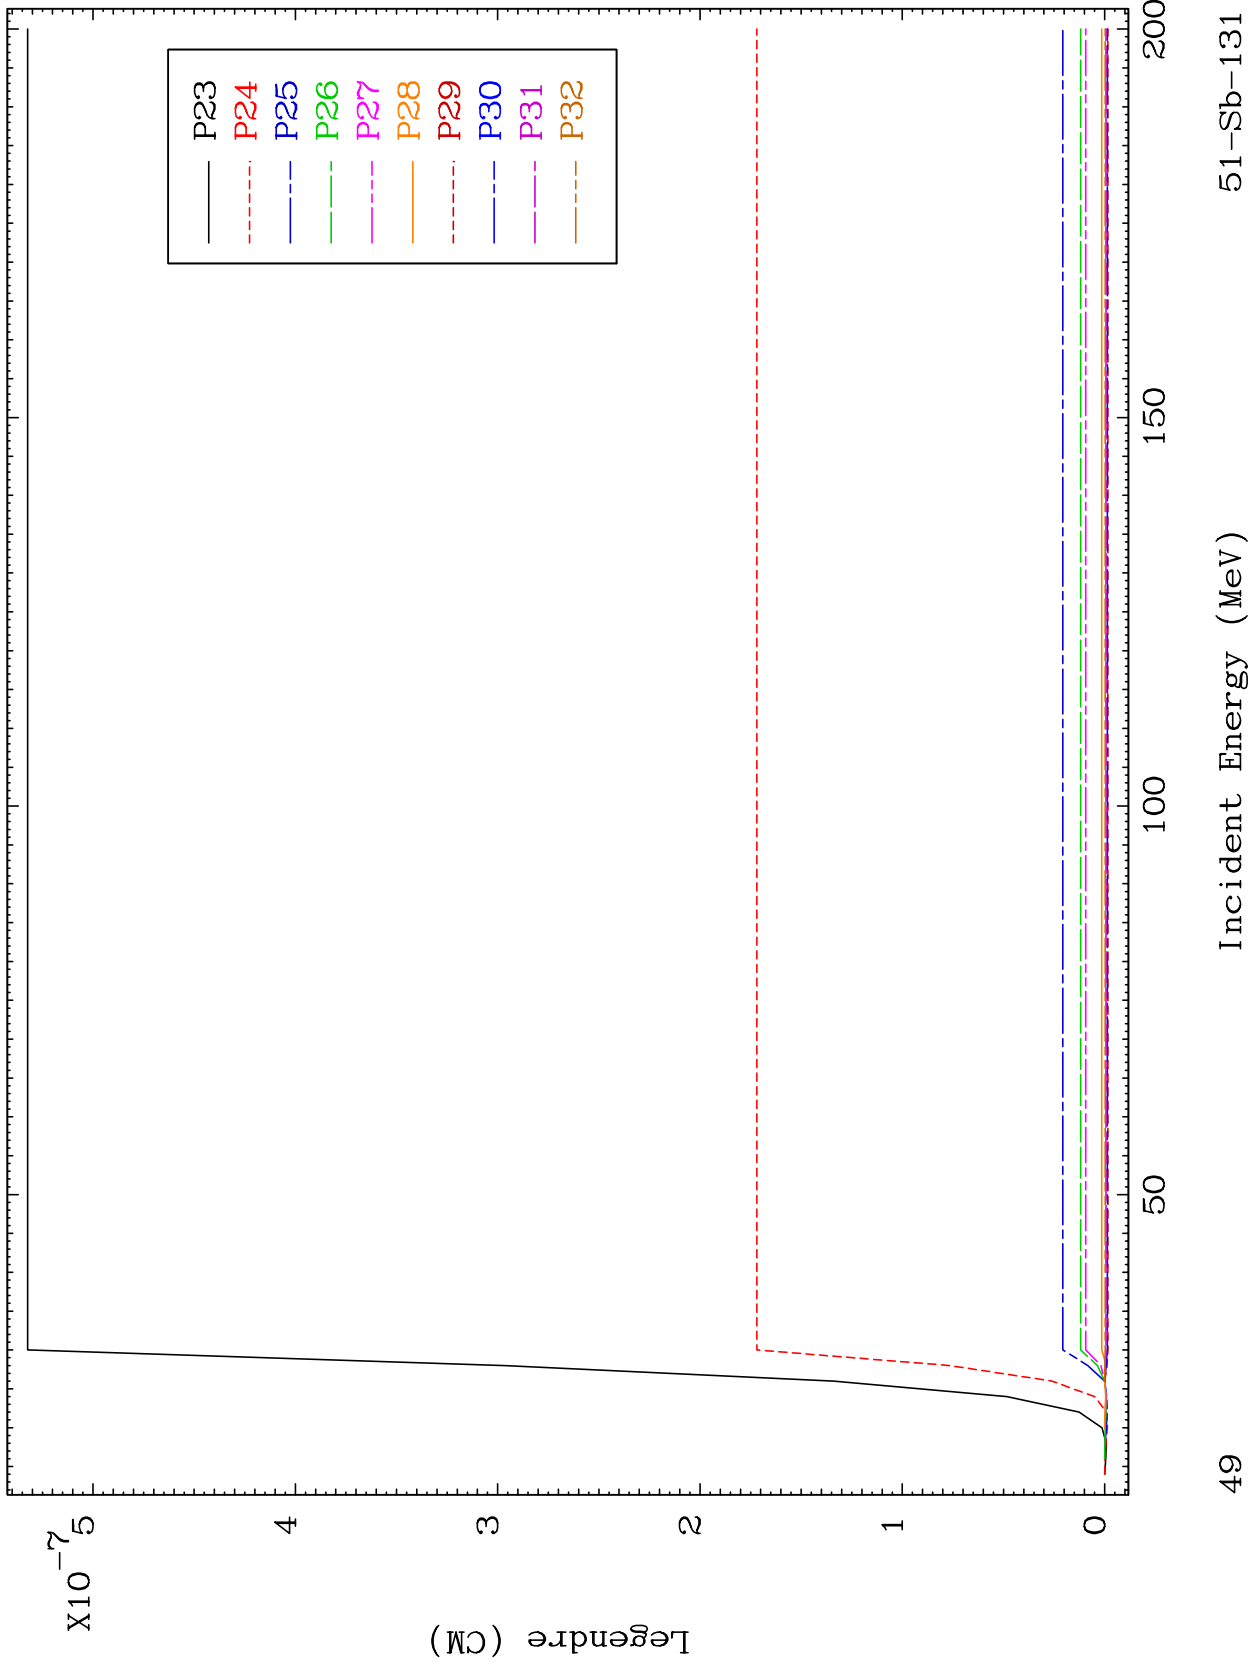 X10-7
5
4
3
2
1
0
Legendre (CM)
P23
P24
P25
P26
P27
P28
P29
P30
P31
P32
50
100
150
200
49
Incident Energy (MeV)
51-Sb-131